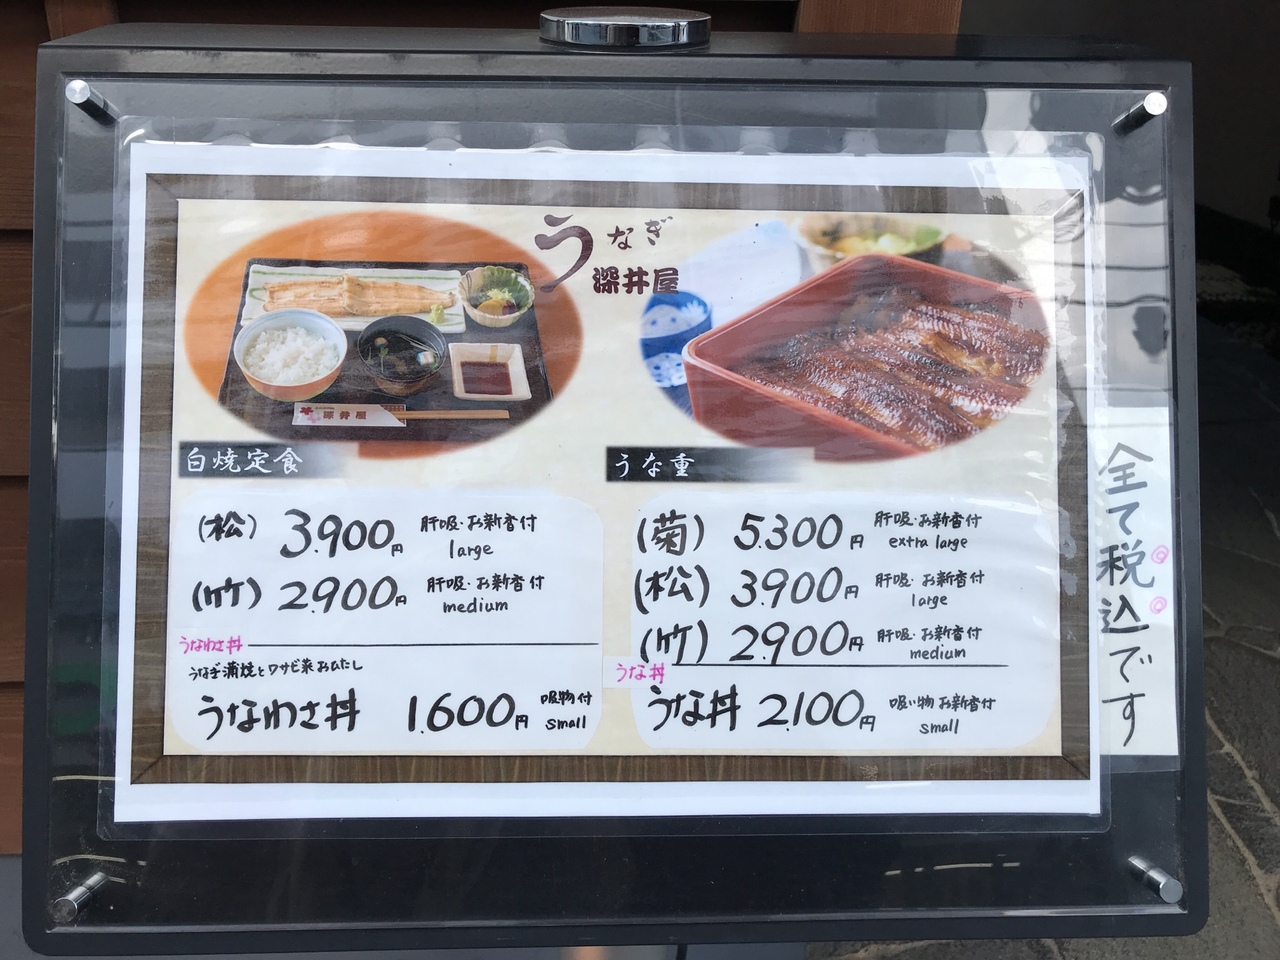 うなぎ
深井屋
深井屋
白焼定食
(松) 3.900円 肝吸・お新香付
large
(竹) 2.900円 肝吸・お新香付
medium
うなわさ丼
うなぎ蒲焼とワサビ菜おひたし
うなわさ丼 1.600円 吸物付
small
うな重
(菊) 5.300円 肝吸・お新香付
extra large
(松) 3.900円 肝吸・お新香付
large
(竹) 2.900円 肝吸・お新香付
medium
うな丼
うな丼 2.100円 吸い物 お新香付
small
全て税込です